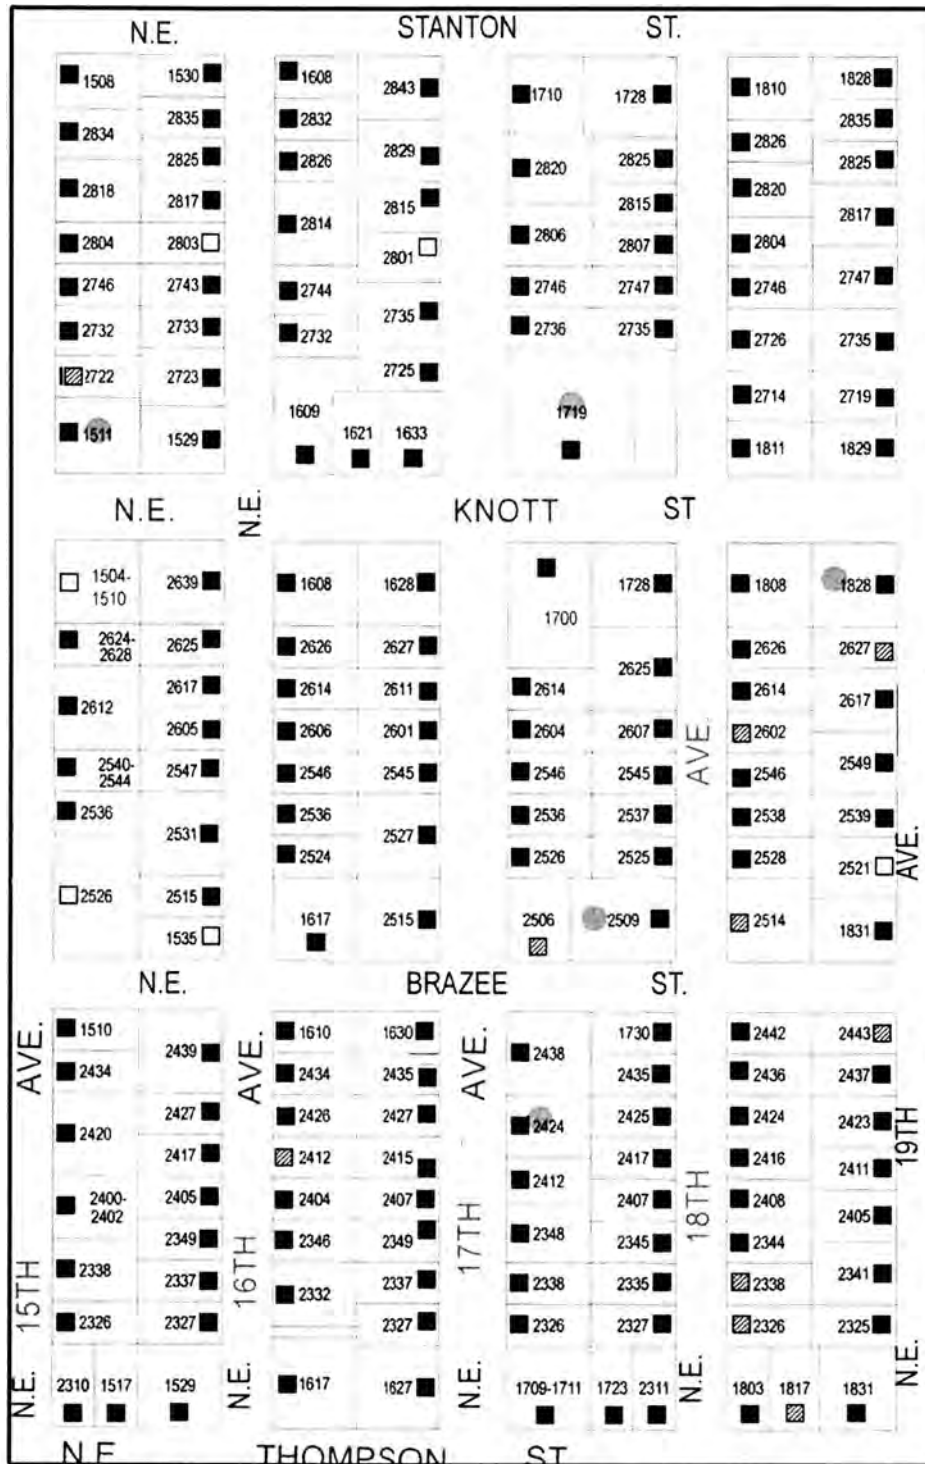 N.E. STANTON ST.
1508 1530 1608 2843 1710 1728 1810 1828
2834 2835 2832 2829 2820 2825 2826 2835
2818 2825 2826 2815 2806 2815 2820 2825
2804 2817 2814 2801 2746 2807 2804 2817
2746 2803 2744 2735 2736 2747 2746 2747
2732 2743 2732 2725 1719 2735 2726 2735
2722 2733 1609 1621 1633 2714 2719
1511 2723 1811 1829
1529
N.E. N.E. KNOTT ST
1504- 2639 1608 1628 1700 1728 1808 1828
1510
2624- 2625 2626 2627 2614 2625 2626 2627
2628
2612 2617 2614 2611 2604 2607 2614 2617
2605 2606 2601 2546 2545 2602 2549
2540- 2547 2546 2545 2536 2537 2546 2539
2544
2536 2531 2536 2527 2526 2525 2538 2521
2526 2515 2524 2515 2506 2509 2528 1831
1535 1617 2514
AVE. AVE.
N.E. BRAZEE ST.
1510 2439 1610 1630 2438 1730 2442 2443
2434 2427 2434 2435 2424 2435 2436 2437
2420 2417 2426 2427 2412 2425 2424 2423
2400- 2405 2412 2415 2348 2417 2416 2411
2402
2338 2349 2404 2407 2338 2407 2408 2405
2326 2337 2346 2349 2326 2345 2344 2341
2327 2332 2337 2335 2338 2325
2327 2327 2326
2310 1517 1529 1617 1627 1709-1711 1723 2311 1803 1817 1831
N.E. 15TH AVE.
N.E. 16TH AVE.
N.E. 17TH AVE.
N.E. 18TH
N.E. 19TH
N.E. THOMPSON ST.